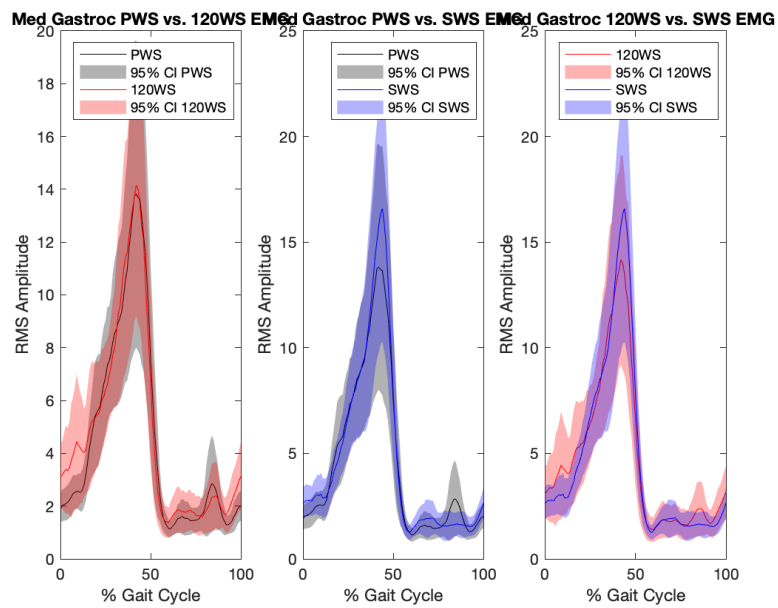 Med Gastroc PWS vs. 120WS EMG
20
18
16
14
12
10
8
6
4
2
0
RMS Amplitude
PWS
95% CI PWS
120WS
95% CI 120WS
0
50
100
% Gait Cycle
Med Gastroc PWS vs. SWS EMG
25
20
15
10
5
0
RMS Amplitude
PWS
95% CI PWS
SWS
95% CI SWS
0
50
100
% Gait Cycle
Med Gastroc 120WS vs. SWS EMG
25
20
15
10
5
0
RMS Amplitude
120WS
95% CI 120WS
SWS
95% CI SWS
0
50
100
% Gait Cycle